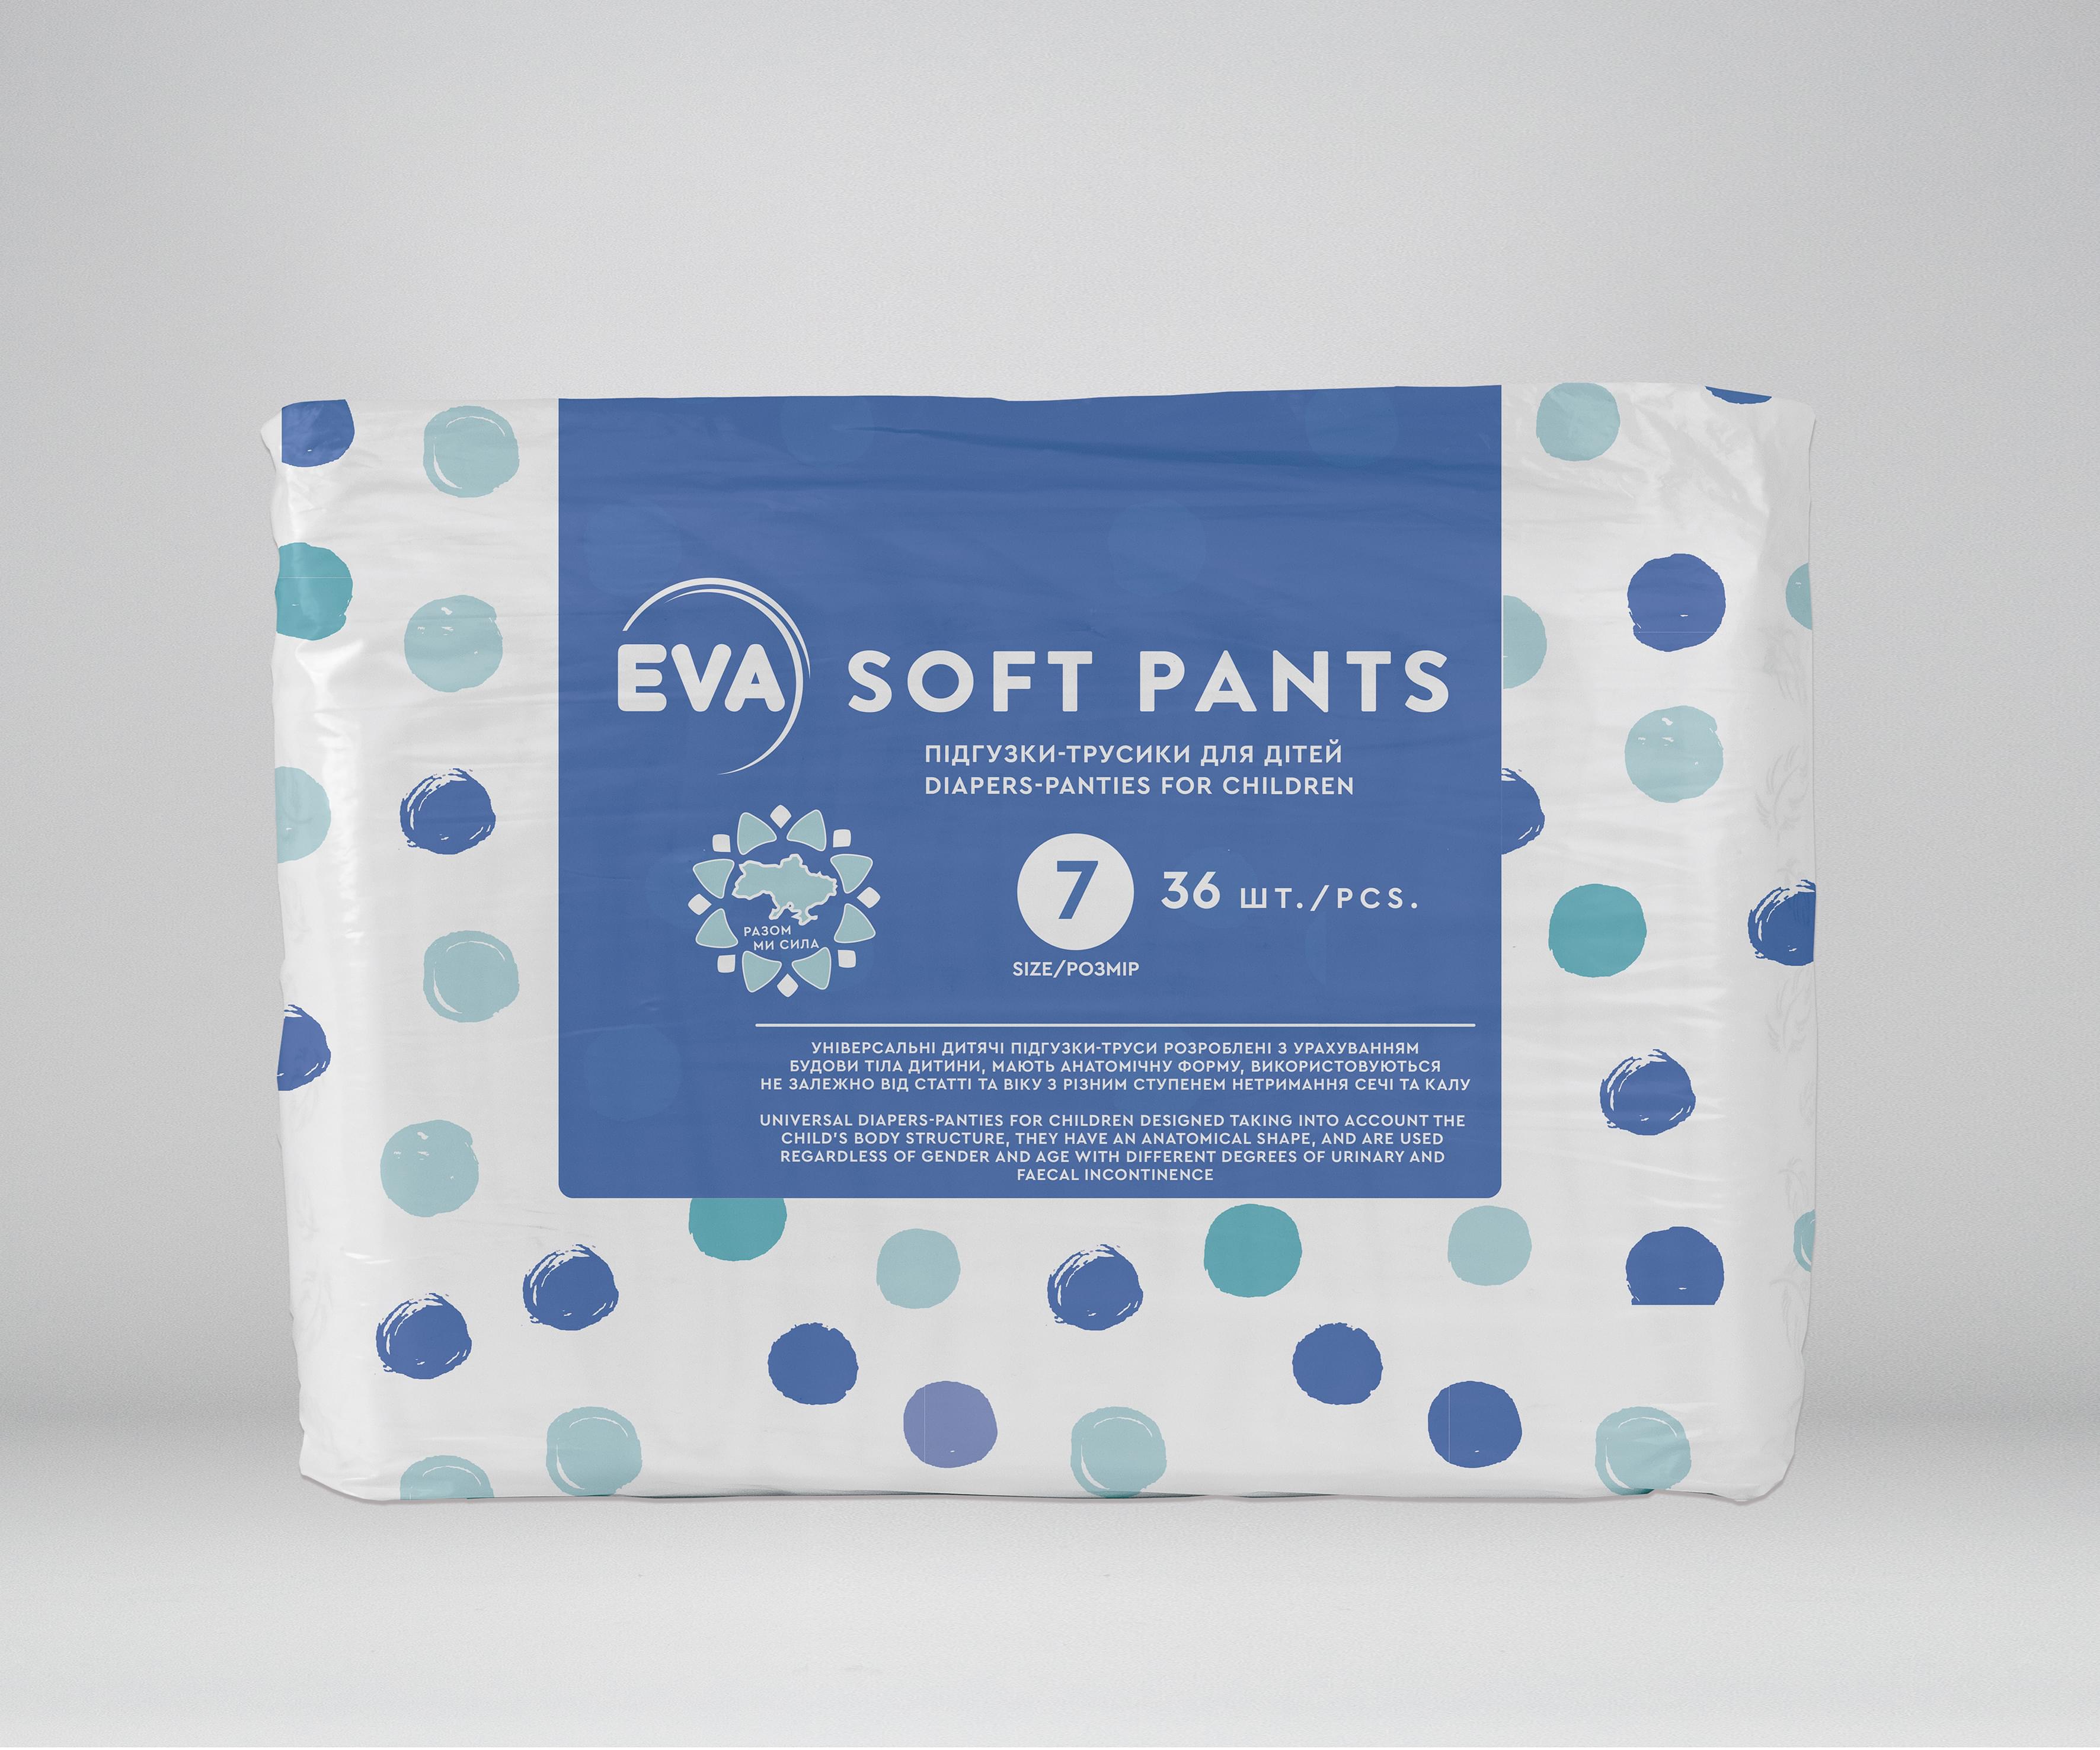 EVA SOFT PANTS
ПІДГУЗКИ-ТРУСИКИ ДЛЯ ДІТЕЙ
DIAPERS-PANTIES FOR CHILDREN
РАЗОМ
МИ СИЛА
7 36 ШТ./PCS.
SIZE/РОЗМІР
УНІВЕРСАЛЬНІ ДИТЯЧІ ПІДГУЗКИ-ТРУСИ РОЗРОБЛЕНІ З УРАХУВАННЯМ
БУДОВИ ТІЛА ДИТИНИ, МАЮТЬ АНАТОМІЧНУ ФОРМУ, ВИКОРИСТОВУЮТЬСЯ
НЕ ЗАЛЕЖНО ВІД СТАТТІ ТА ВІКУ З РІЗНИМ СТУПЕНЕМ НЕТРИМАННЯ СЕЧІ ТА КАЛУ
UNIVERSAL DIAPERS-PANTIES FOR CHILDREN DESIGNED TAKING INTO ACCOUNT THE
CHILD'S BODY STRUCTURE, THEY HAVE AN ANATOMICAL SHAPE, AND ARE USED
REGARDLESS OF GENDER AND AGE WITH DIFFERENT DEGREES OF URINARY AND
FAECAL INCONTINENCE